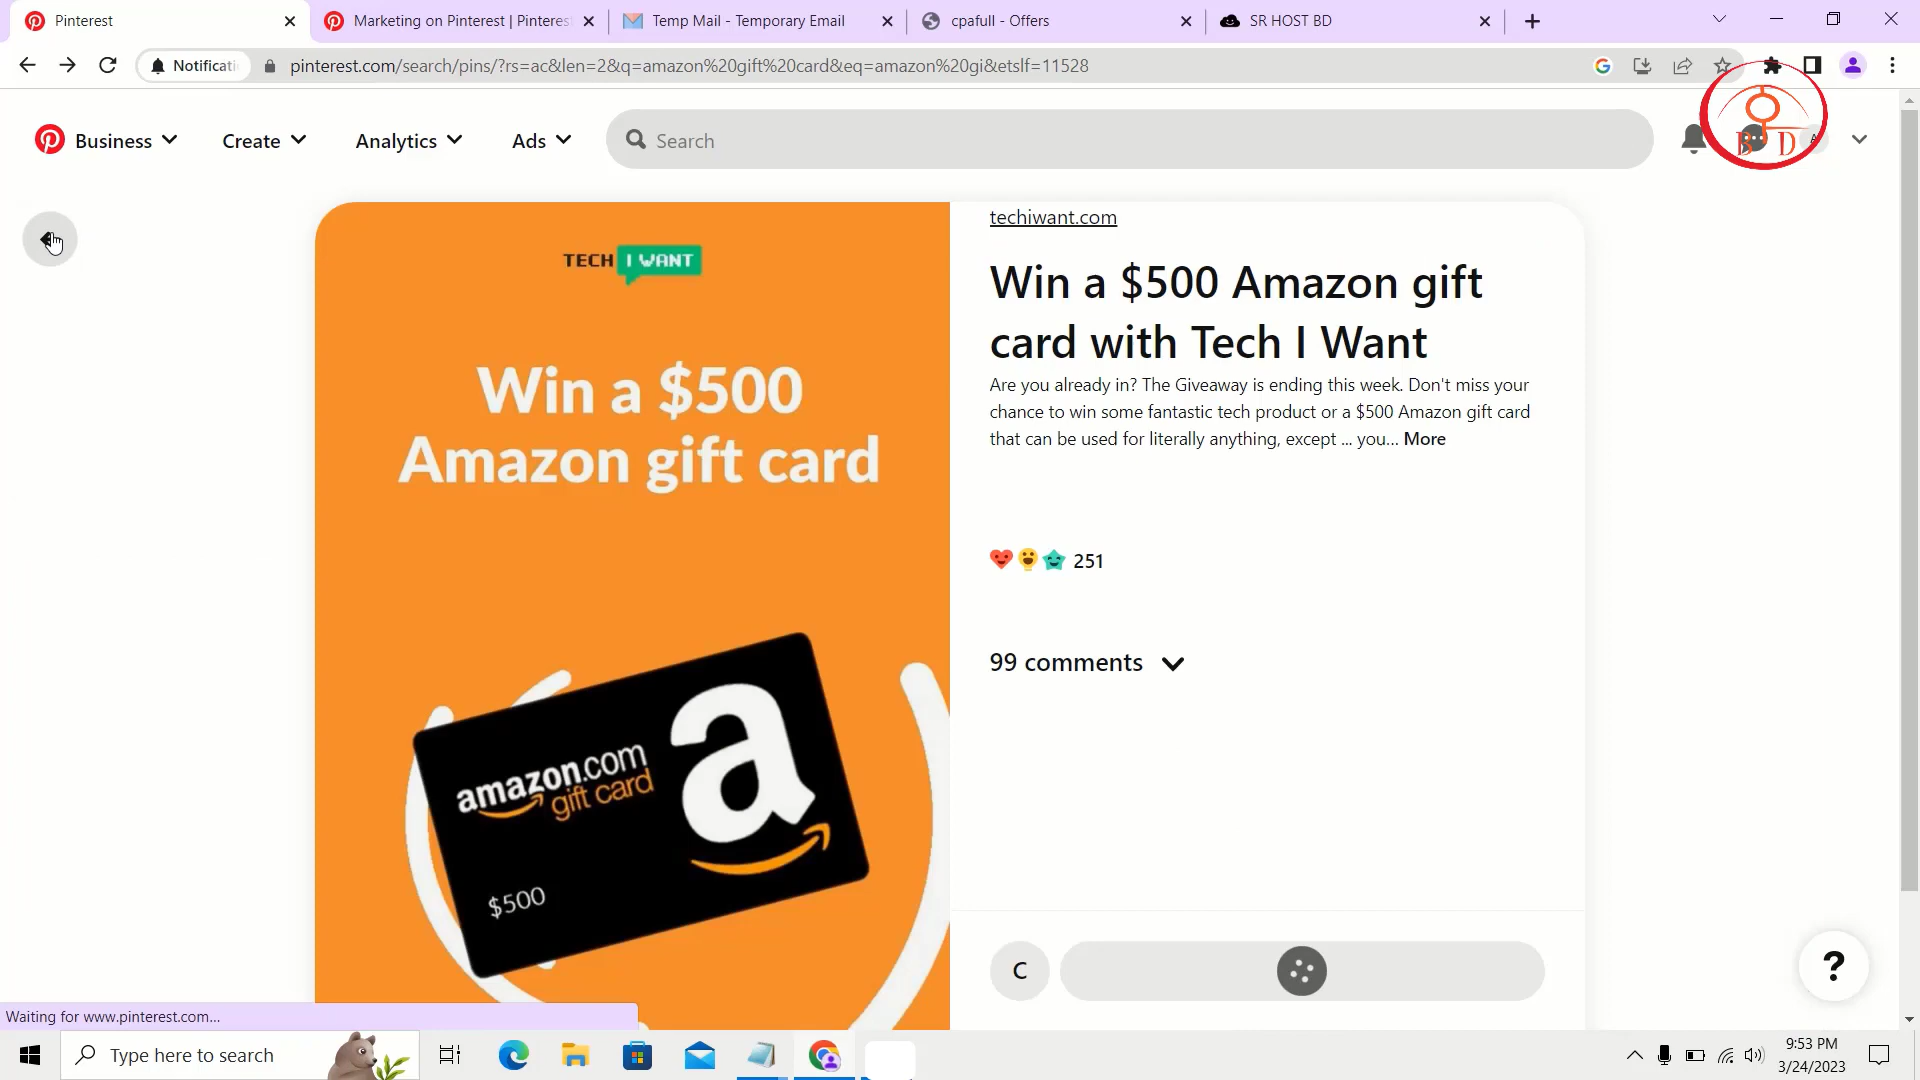 Pinterest
Marketing on Pinterest | Pinteres
Temp Mail - Temporary Email
cpafull - Offers
SR HOST BD
Notificati
pinterest.com/search/pins/?rs=ac&len=2&q=amazon%20gift%20card&eq=amazon%20gi&etslf=11528
Business
Create
Analytics
Ads
Search
B D
A
techiwant.com
TECH I WANT
Win a $500 Amazon gift
card with Tech I Want
Are you already in? The Giveaway is ending this week. Don't miss your
chance to win some fantastic tech product or a $500 Amazon gift card
that can be used for literally anything, except ... you... More
Win a $500
Amazon gift card
251
99 comments
amazon.com
gift card
a
$500
C
?
Waiting for www.pinterest.com...
Type here to search
9:53 PM
3/24/2023